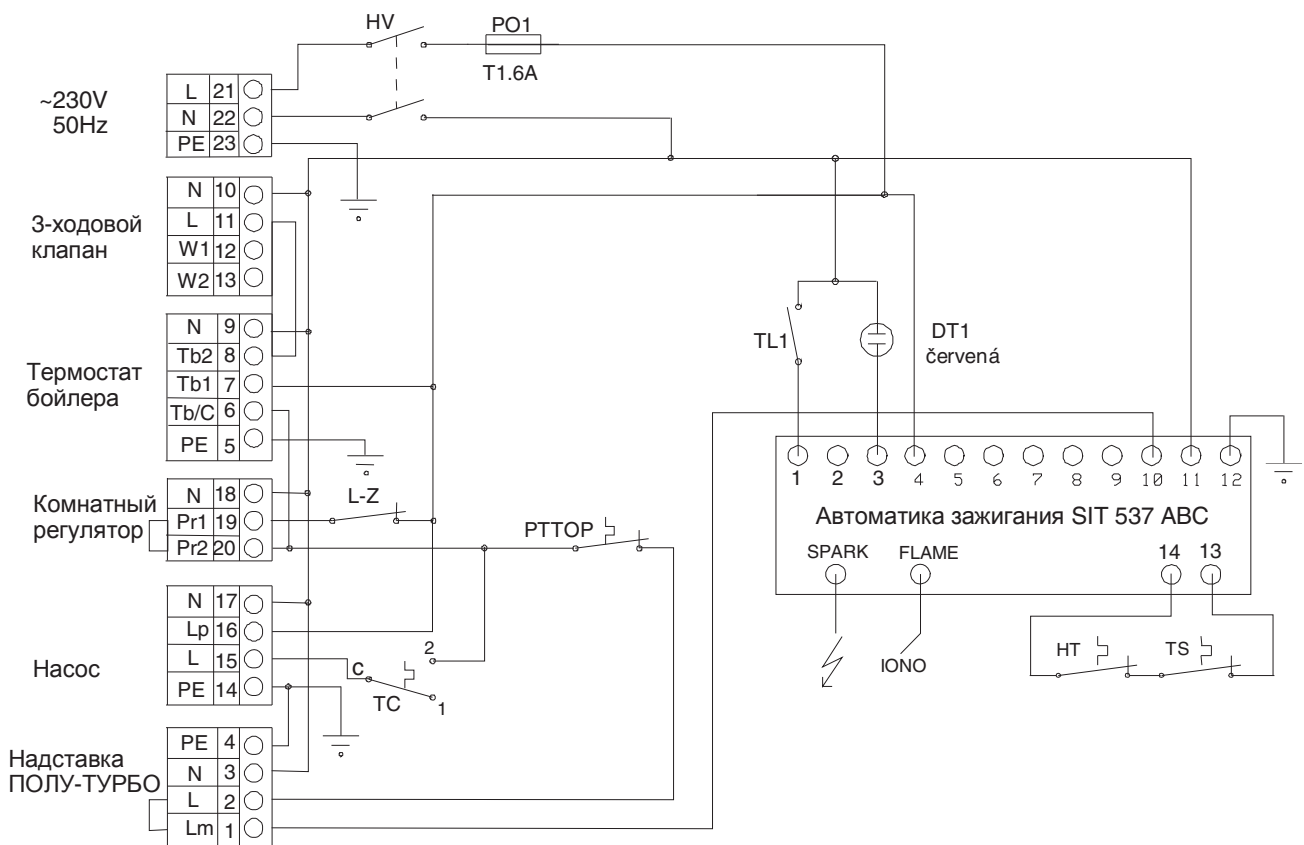 HV
PO1
T1.6A
~230V
50Hz
L 21
N 22
PE 23
3-ходовой
клапан
N 10
L 11
W1 12
W2 13
Термостат
бойлера
N 9
Tb2 8
Tb1 7
Tb/C 6
PE 5
TL1
DT1
červená
Комнатный
регулятор
N 18
Pr1 19
Pr2 20
L-Z
PTTOP
1 2 3 4 5 6 7 8 9 10 11 12
Автоматика зажигания SIT 537 ABC
SPARK FLAME 14 13
IONO
HT TS
Насос
N 17
Lp 16
L 15
PE 14
C 2
TC 1
Надставка
ПОЛУ-ТУРБО
PE 4
N 3
L 2
Lm 1